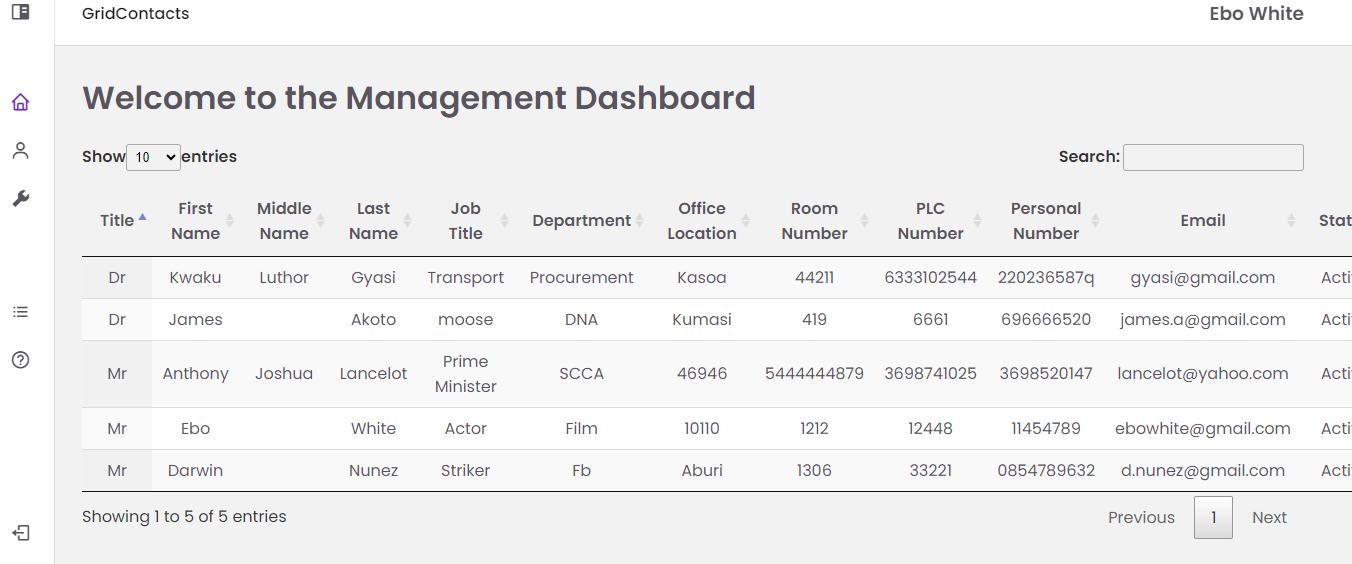 GridContacts Ebo White
Welcome to the Management Dashboard
Show 10 entries Search:
Title First Name Middle Name Last Name Job Title Department Office Location Room Number PLC Number Personal Number Email Stat
Dr Kwaku Luthor Gyasi Transport Procurement Kasoa 44211 6333102544 220236587q gyasi@gmail.com Acti
Dr James Akoto moose DNA Kumasi 419 6661 696666520 james.a@gmail.com Acti
Mr Anthony Joshua Lancelot Prime Minister SCCA 46946 5444444879 3698741025 3698520147 lancelot@yahoo.com Acti
Mr Ebo White Actor Film 10110 1212 12448 11454789 ebowhite@gmail.com Acti
Mr Darwin Nunez Striker Fb Aburi 1306 33221 0854789632 d.nunez@gmail.com Acti
Showing 1 to 5 of 5 entries Previous 1 Next